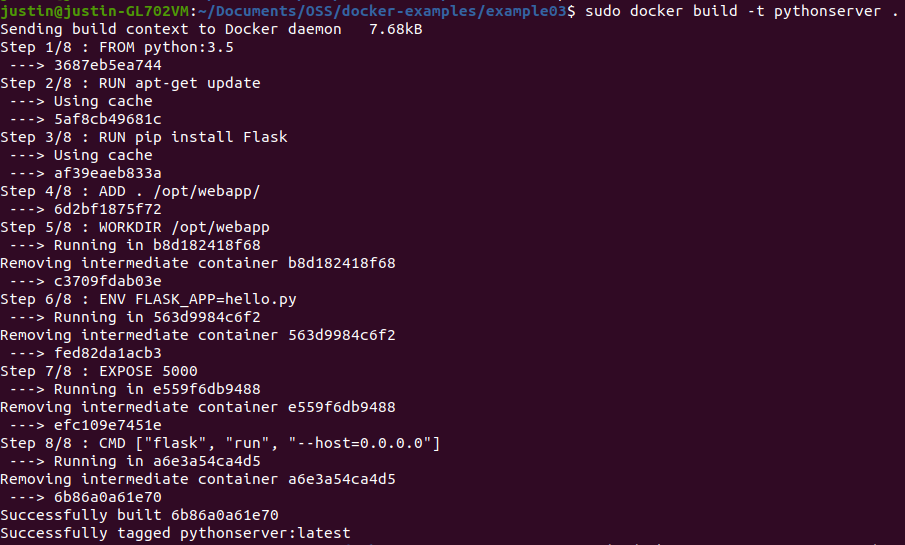 justin@justin-GL702VM:~/Documents/OSS/docker-examples/example03$ sudo docker build -t pythonserver .
Sending build context to Docker daemon   7.68kB
Step 1/8 : FROM python:3.5
 ---> 3687eb5ea744
Step 2/8 : RUN apt-get update
 ---> Using cache
 ---> 5af8cb49681c
Step 3/8 : RUN pip install Flask
 ---> Using cache
 ---> af39eaeb833a
Step 4/8 : ADD . /opt/webapp/
 ---> 6d2bf1875f72
Step 5/8 : WORKDIR /opt/webapp
 ---> Running in b8d182418f68
Removing intermediate container b8d182418f68
 ---> c3709fdab03e
Step 6/8 : ENV FLASK_APP=hello.py
 ---> Running in 563d9984c6f2
Removing intermediate container 563d9984c6f2
 ---> fed82da1acb3
Step 7/8 : EXPOSE 5000
 ---> Running in e559f6db9488
Removing intermediate container e559f6db9488
 ---> efc109e7451e
Step 8/8 : CMD ["flask", "run", "--host=0.0.0.0"]
 ---> Running in a6e3a54ca4d5
Removing intermediate container a6e3a54ca4d5
 ---> 6b86a0a61e70
Successfully built 6b86a0a61e70
Successfully tagged pythonserver:latest